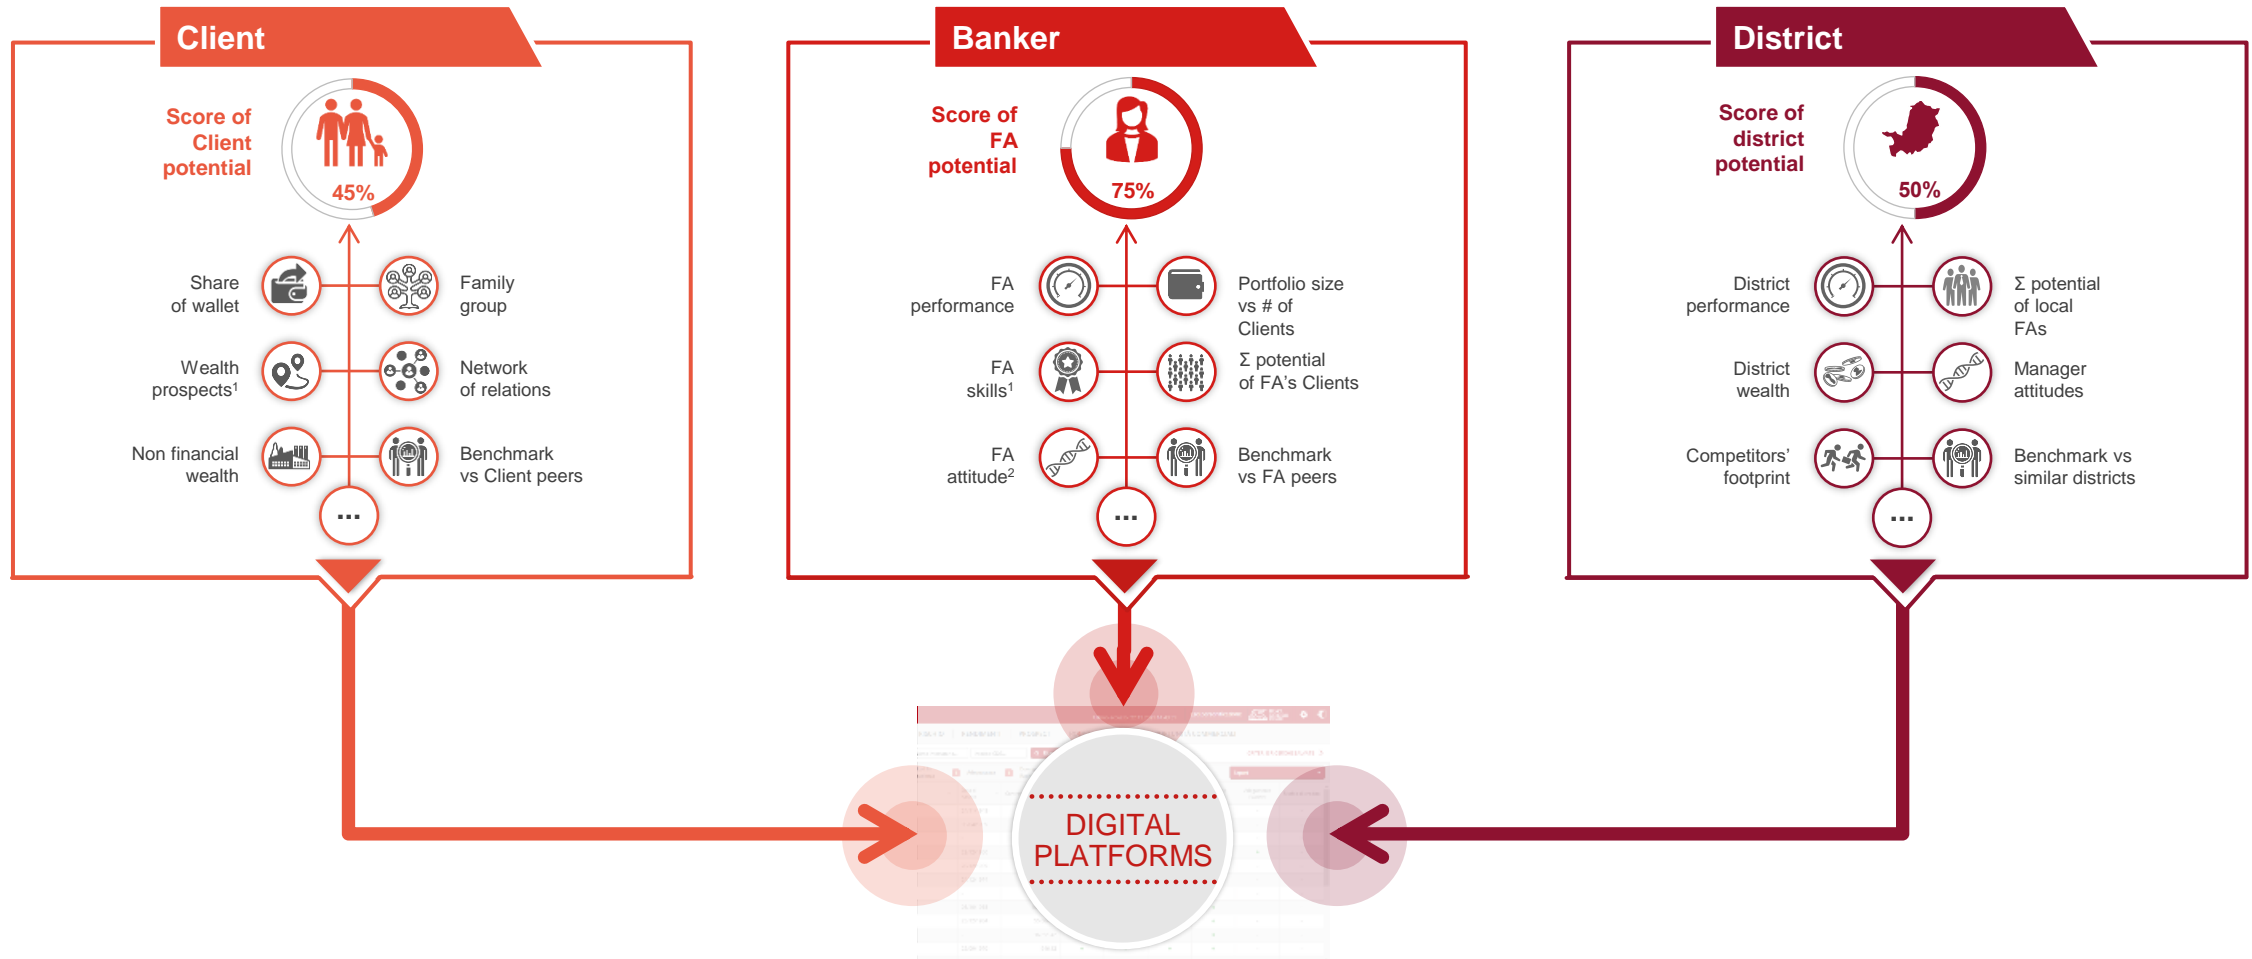 Client
Score of
Client
potential
45%
Share
of wallet
Family
group
Wealth
prospects¹
Network
of relations
Non financial
wealth
Benchmark
vs Client peers
...
Banker
Score of
FA
potential
75%
FA
performance
Portfolio size
vs # of
Clients
FA
skills¹
Σ potential
of FA's Clients
FA
attitude²
Benchmark
vs FA peers
...
District
Score of
district
potential
50%
District
performance
Σ potential
of local
FAs
District
wealth
Manager
attitudes
Competitors'
footprint
Benchmark vs
similar districts
...
DIGITAL
PLATFORMS